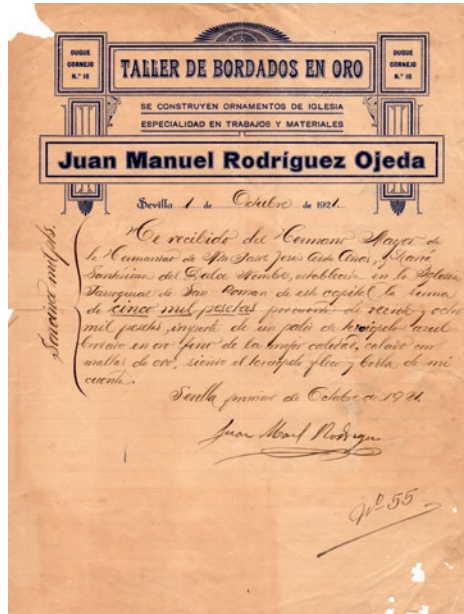 DUQUE
CORNEJO
N.º 18
TALLER DE BORDADOS EN ORO
DUQUE
CORNEJO
N.º 18
SE CONSTRUYEN ORNAMENTOS DE IGLESIA
ESPECIALIDAD EN TRABAJOS Y MATERIALES
Juan Manuel Rodríguez Ojeda
Sevilla 1 de Octubre de 1921.
He recibido del Hermano Mayor de
la Hermandad de Ntro Padre Jesús ante Anás, y María
Santísima del Dulce Nombre, establecida en la Iglesia
Parroquial de San Roman de esta capital la suma
de cinco mil pesetas por cuenta de veinte y ocho
mil pesetas, importe de un palio de terciopelo azul
bordado en oro fino de la mejor calidad, calado con
mallas de oro, siendo el terciopelo fleco y borla de mi
cuenta.
Sevilla primero de Octubre de 1921.
Juan Manl Rodriguez
Nº 55
Son cinco mil pts.